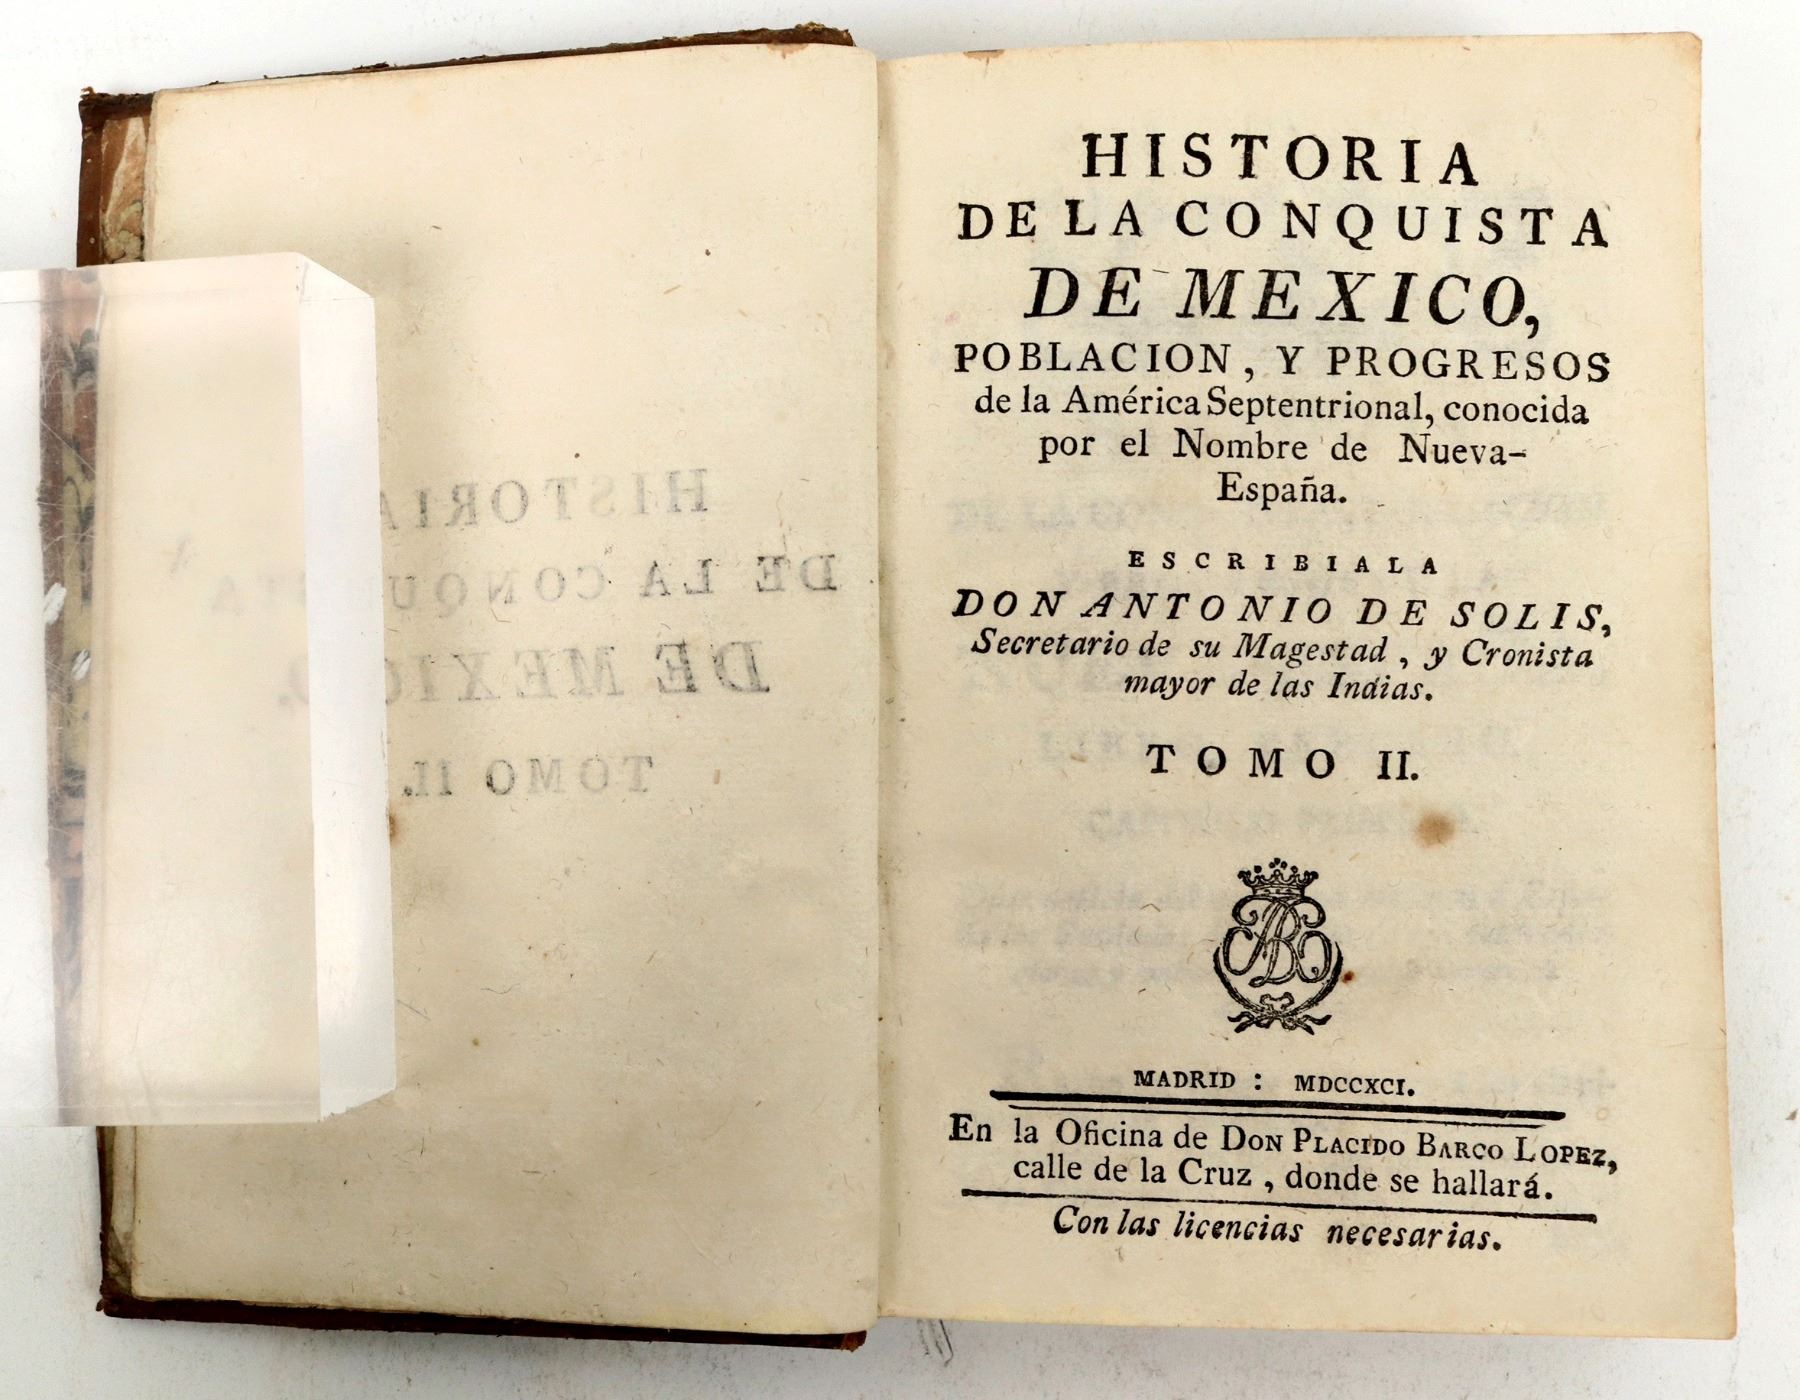 HISTORIA
DE LA CONQUISTA
DE MEXICO,
POBLACION, Y PROGRESOS
de la América Septentrional, conocida
por el Nombre de Nueva-
España.
ESCRIBIALA
DON ANTONIO DE SOLIS,
Secretario de su Magestad, y Cronista
mayor de las Indias.
TOMO II.
MADRID: MDCCXCI.
En la Oficina de DON PLACIDO BARCO LOPEZ,
calle de la Cruz, donde se hallará.
Con las licencias necesarias.